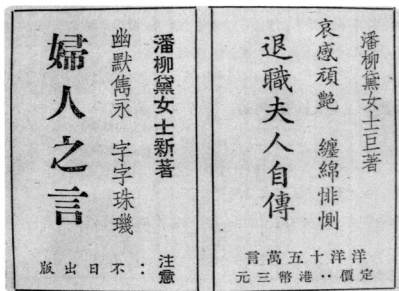 潘柳黛女士巨著
哀感頑艷　纏綿悱惻
退職夫人自傳
洋洋十五萬言
定價：港幣三元
潘柳黛女士新著
幽默雋永　字字珠璣
婦人之言
注意：不日出版